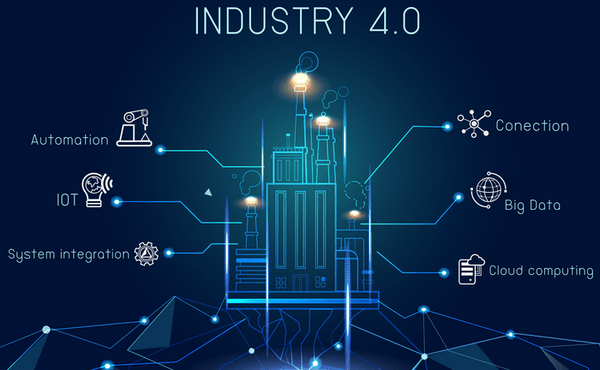 INDUSTRY 4.0
Automation
IOT
System integration
Conection
Big Data
Cloud computing